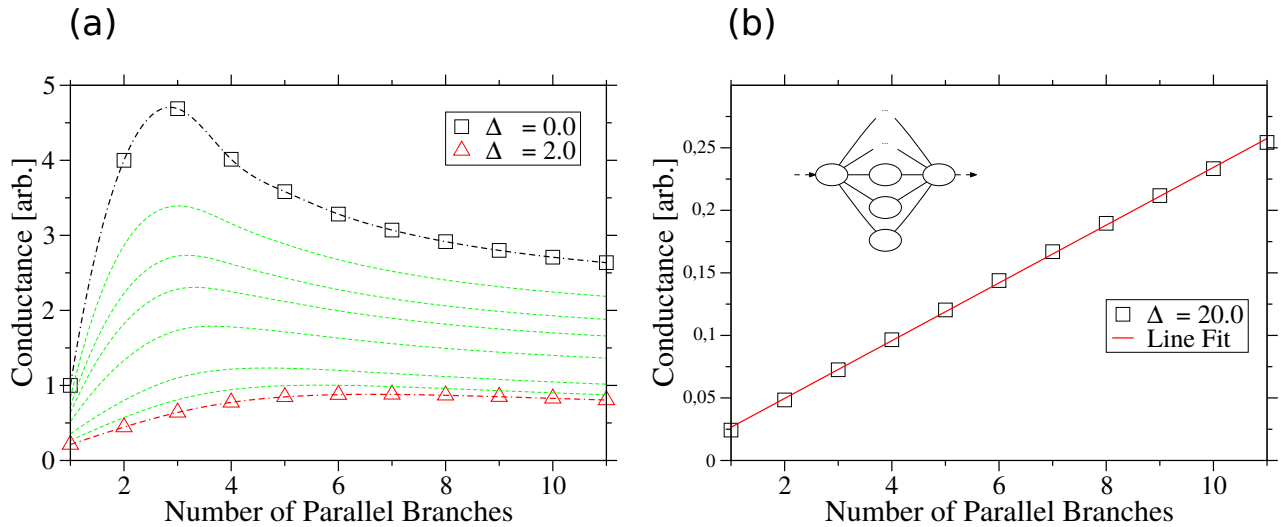 (a)
Conductance [arb.]
5
4
3
2
1
0
2 4 6 8 10
Number of Parallel Branches
Δ = 0.0
Δ = 2.0
(b)
Conductance [arb.]
0,25
0,2
0,15
0,1
0,05
0
2 4 6 8 10
Number of Parallel Branches
...
...
Δ = 20.0
Line Fit